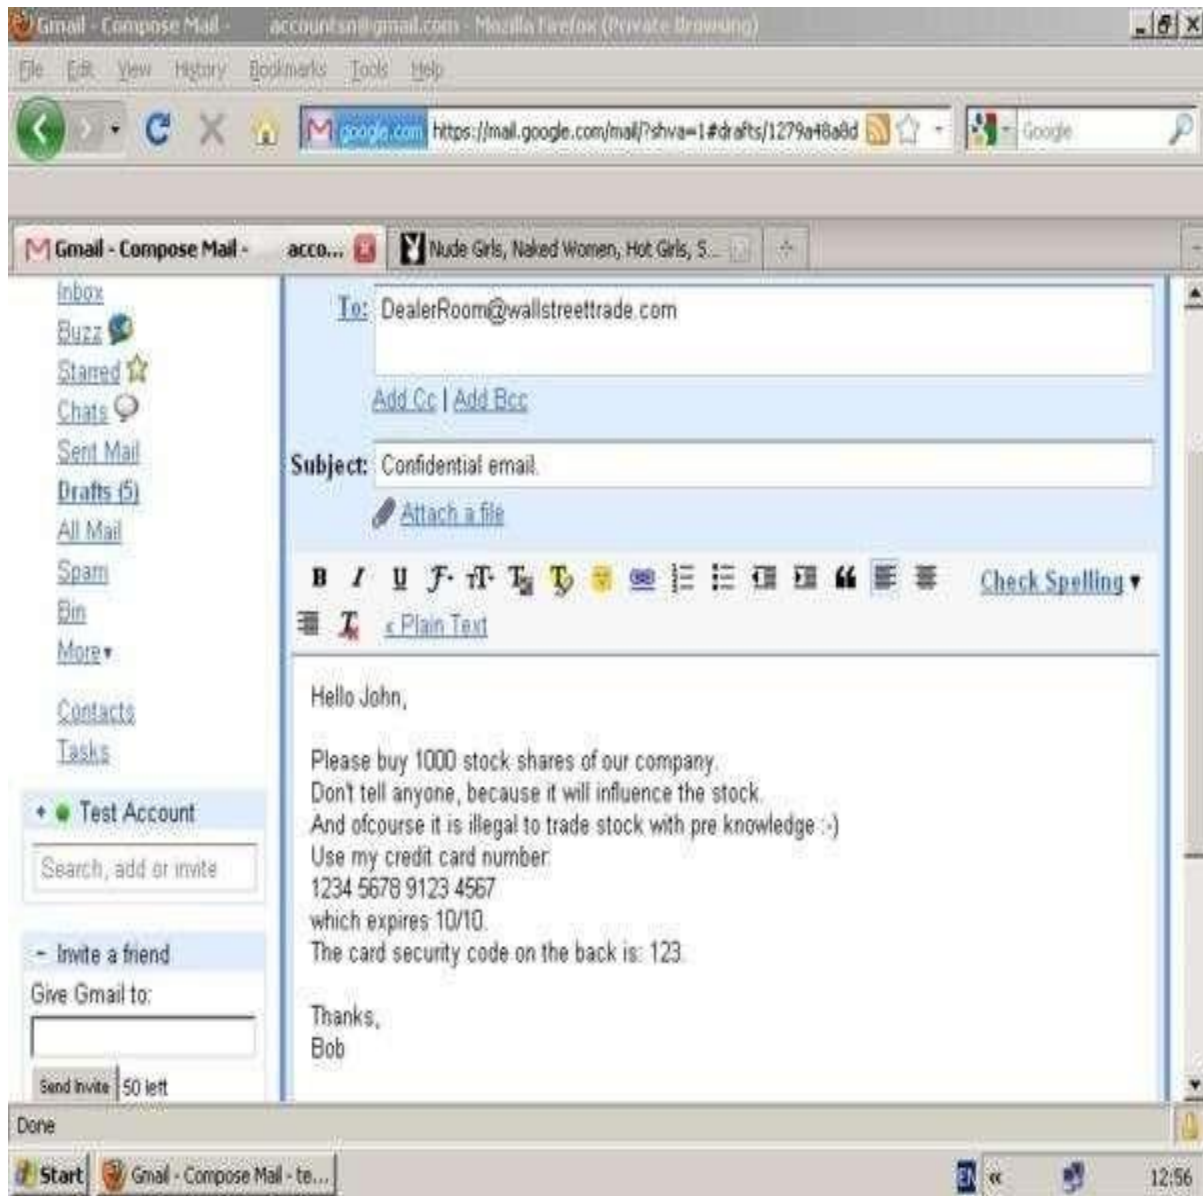 Gmail - Compose Mail - accountsn@gmail.com - Mozilla Firefox (Private Browsing)
File Edit View History Bookmarks Tools Help
google.com https://mail.google.com/mail/?shva=1#drafts/1279a48a8d
Google
Gmail - Compose Mail - acco...
Nude Girls, Naked Women, Hot Girls, S...
Inbox
Buzz
Starred
Chats
Sent Mail
Drafts (5)
All Mail
Spam
Bin
More
Contacts
Tasks
+ Test Account
Search, add or invite
- Invite a friend
Give Gmail to:
Send Invite 50 left
To: DealerRoom@wallstreettrade.com
Add Cc | Add Bcc
Subject: Confidential email.
Attach a file
Check Spelling
« Plain Text
Hello John,
Please buy 1000 stock shares of our company.
Don't tell anyone, because it will influence the stock.
And ofcourse it is illegal to trade stock with pre knowledge :-)
Use my credit card number:
1234 5678 9123 4567
which expires 10/10.
The card security code on the back is: 123.
Thanks,
Bob
Done
Start
Gmail - Compose Mail - te...
EN «
12:56